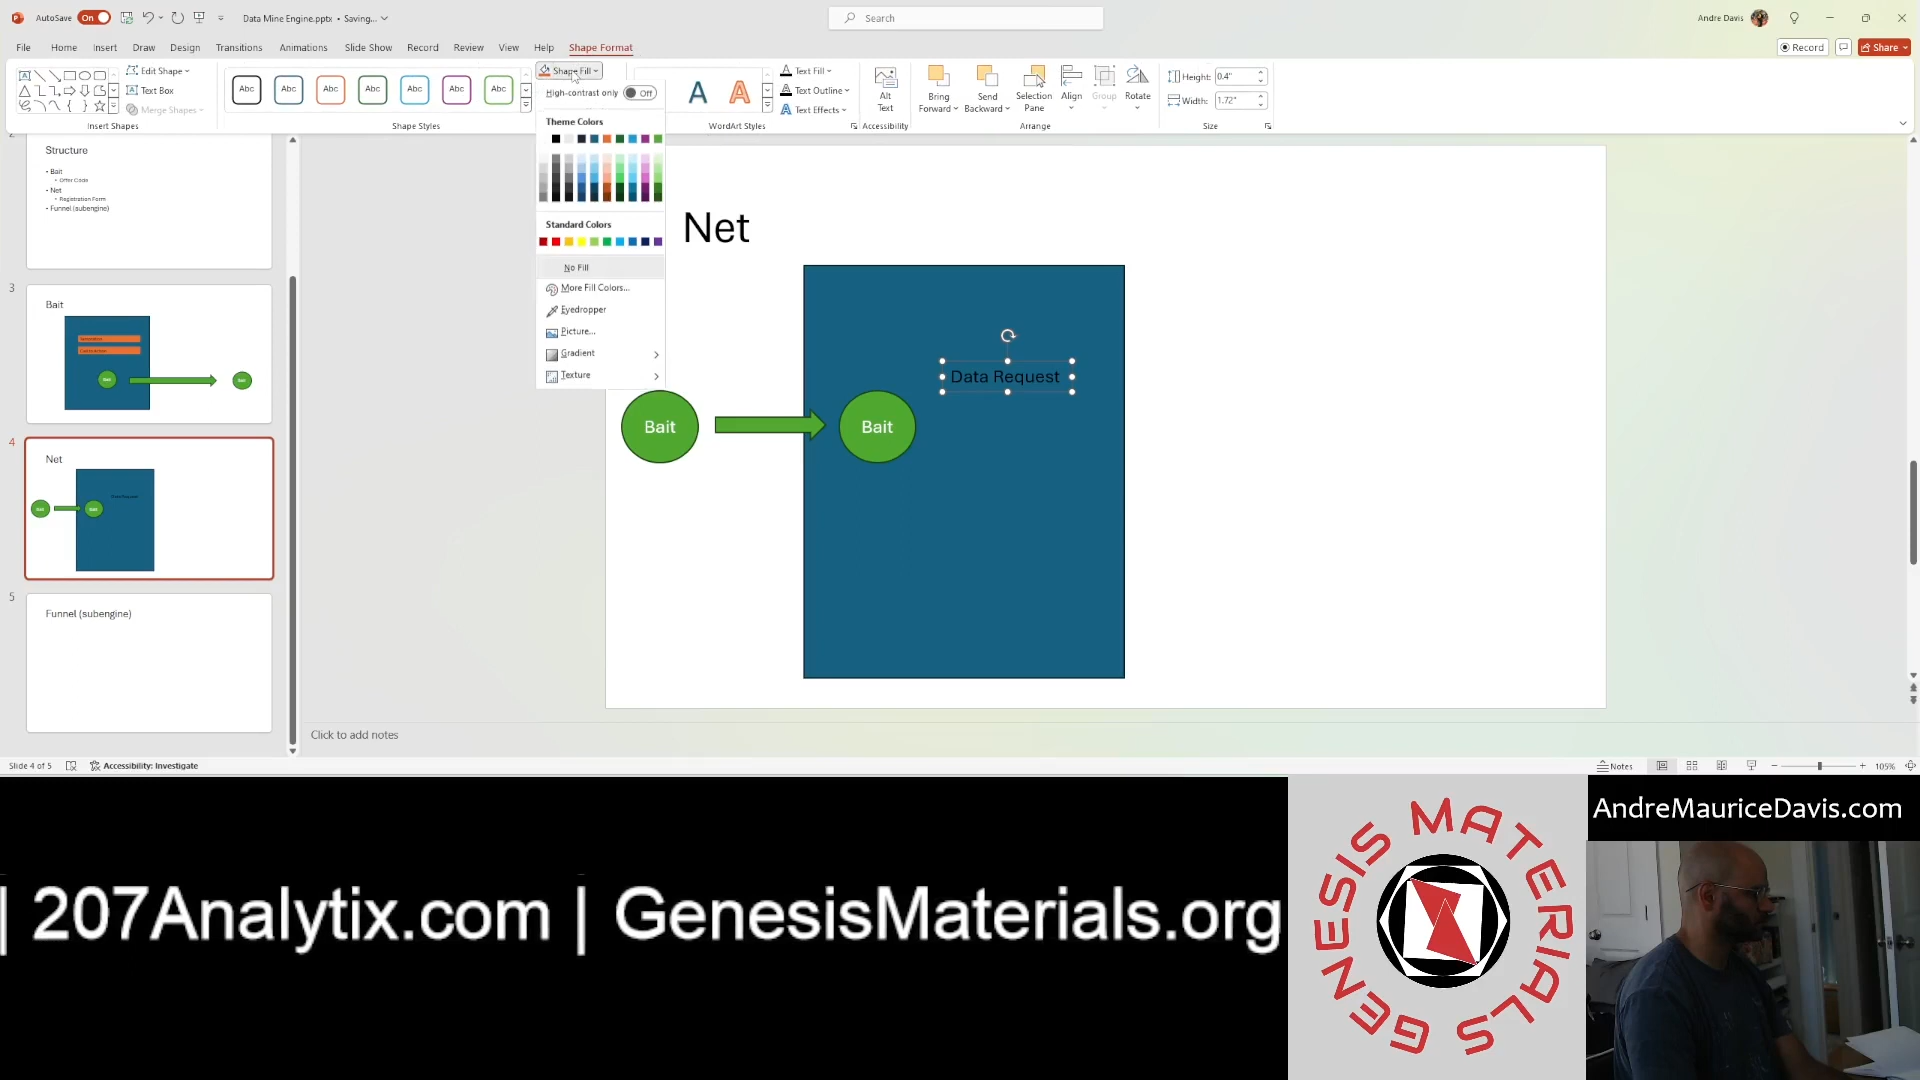 AutoSave On Data Mine Engine.pptx • Saving... Search Andre Davis
File Home Insert Draw Design Transitions Animations Slide Show Record Review View Help Shape Format Record Share
Edit Shape
Text Box
Merge Shapes
Insert Shapes
Abc Abc Abc Abc Abc Abc Abc
Shape Styles
Shape Fill
High-contrast only Off
Theme Colors
Standard Colors
No Fill
More Fill Colors...
Eyedropper
Picture...
Gradient
Texture
A A
WordArt Styles
Text Fill
Text Outline
Text Effects
Alt Text
Accessibility
Bring Forward
Send Backward
Selection Pane
Align
Group
Rotate
Arrange
Height: 0.4"
Width: 1.72"
Size
2
Structure
• Bait
• Offer Code
• Net
• Registration Form
• Funnel (subengine)
3
Bait
4
Net
5
Funnel (subengine)
Net
Data Request
Bait
Bait
Click to add notes
Slide 4 of 5 Accessibility: Investigate Notes 105%
| 207Analytix.com | GenesisMaterials.org
GENESIS MATERIALS
AndreMauriceDavis.com